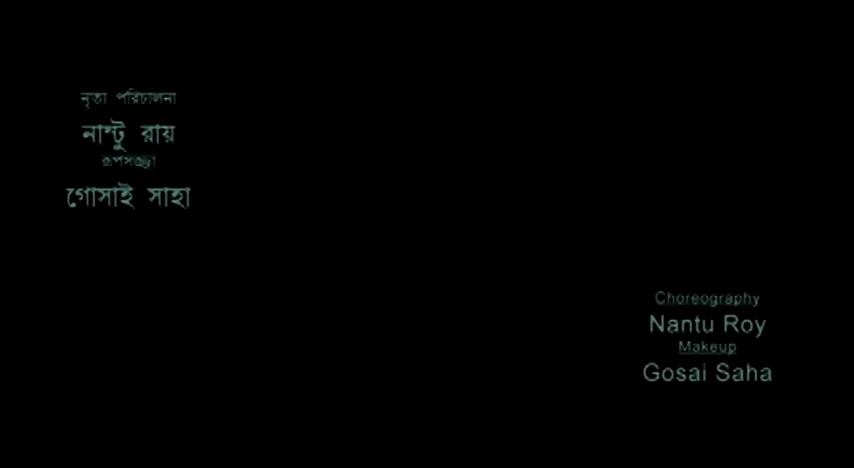 নৃত্য পরিচালনা
নান্টু রায়
রূপসজ্জা
গোসাই সাহা
Choreography
Nantu Roy
Makeup
Gosai Saha